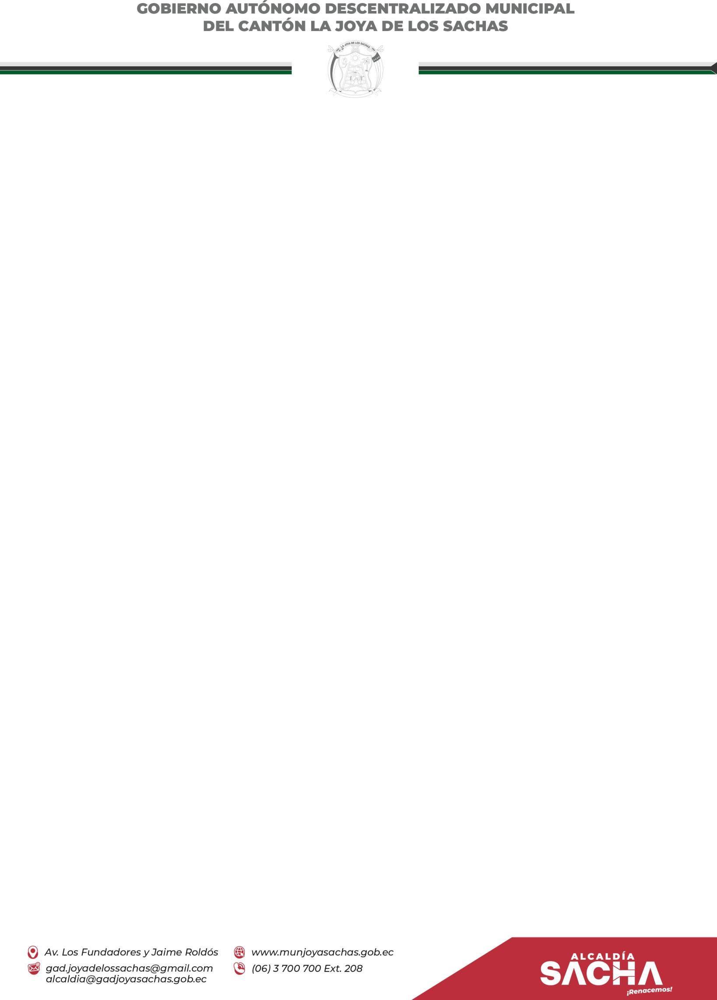 GOBIERNO AUTÓNOMO DESCENTRALIZADO MUNICIPAL
DEL CANTÓN LA JOYA DE LOS SACHAS
LA JOYA DE LOS SACHAS
Av. Los Fundadores y Jaime Roldós
www.munjoyasachas.gob.ec
gad.joyadelossachas@gmail.com
(06) 3 700 700 Ext. 208
alcaldia@gadjoyasachas.gob.ec
ALCALDÍA
SACHA
¡Renacemos!